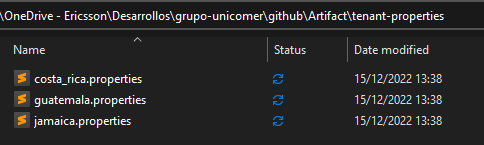 \OneDrive - Ericsson\Desarrollos\grupo-unicomer\github\Artifact\tenant-properties
Name Status Date modified
costa_rica.properties 15/12/2022 13:38
guatemala.properties 15/12/2022 13:38
jamaica.properties 15/12/2022 13:38